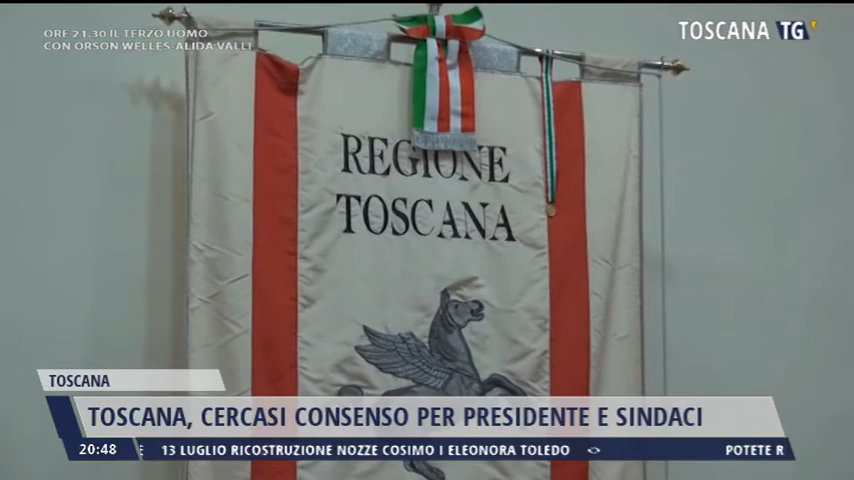 ORE 21.30 IL TERZO UOMO
CON ORSON WELLES-ALIDA VALLI
TOSCANA TG
REGIONE
TOSCANA
TOSCANA
TOSCANA, CERCASI CONSENSO PER PRESIDENTE E SINDACI
20:48 E 13 LUGLIO RICOSTRUZIONE NOZZE COSIMO I ELEONORA TOLEDO <> POTETE R